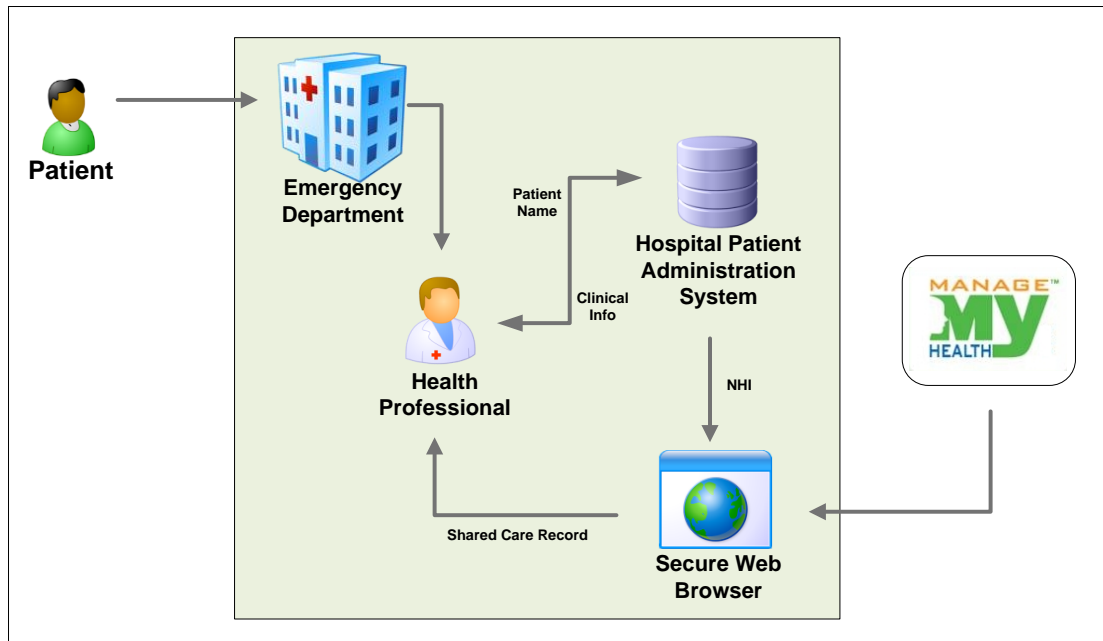 Patient
Emergency
Department
Patient
Name
Hospital Patient
Administration
System
Clinical
Info
MANAGE™
My
HEALTH
Health
Professional
NHI
Shared Care Record
Secure Web
Browser